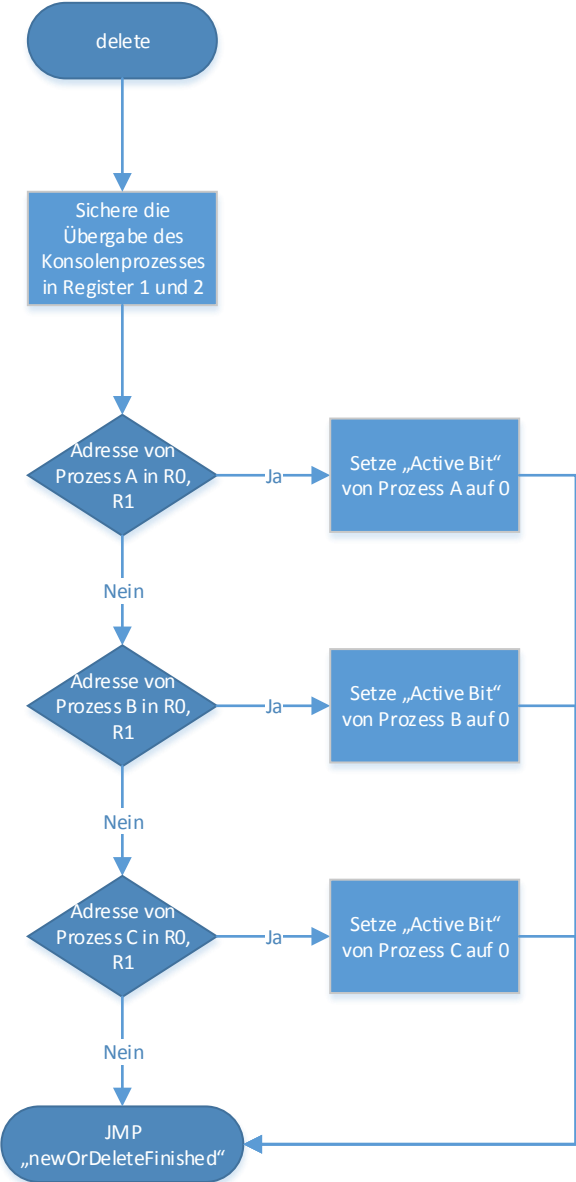 delete
Sichere die
Übergabe des
Konsolenprozesses
in Register 1 und 2
Adresse von
Prozess A in R0,
R1
Ja
Setze „Active Bit“
von Prozess A auf 0
Nein
Adresse von
Prozess B in R0,
R1
Ja
Setze „Active Bit“
von Prozess B auf 0
Nein
Adresse von
Prozess C in R0,
R1
Ja
Setze „Active Bit“
von Prozess C auf 0
Nein
JMP
„newOrDeleteFinished“